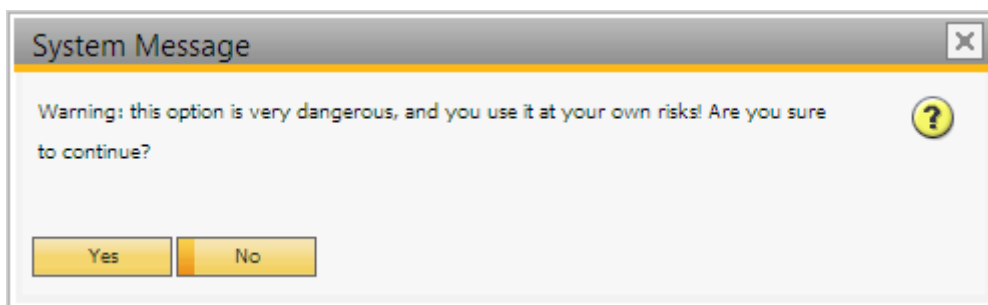 System Message
Warning: this option is very dangerous, and you use it at your own risks! Are you sure
to continue?
Yes No